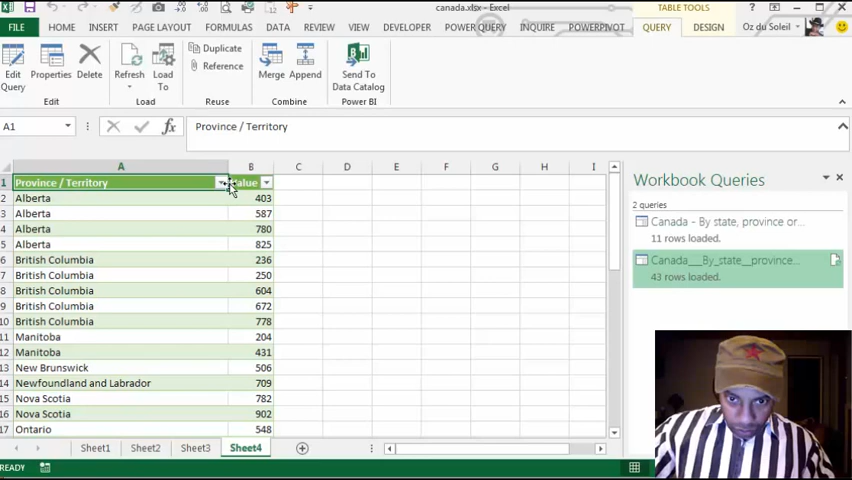 canada.xlsx - Excel
TABLE TOOLS
FILE HOME INSERT PAGE LAYOUT FORMULAS DATA REVIEW VIEW DEVELOPER POWER QUERY INQUIRE POWERPIVOT QUERY DESIGN Oz du Soleil
Duplicate
Reference
Edit Query Properties Delete Refresh Load To Merge Append Send To Data Catalog
Edit Load Reuse Combine Power BI
A1 fx Province / Territory
A B C D E F G H I
1 Province / Territory Value
2 Alberta 403
3 Alberta 587
4 Alberta 780
5 Alberta 825
6 British Columbia 236
7 British Columbia 250
8 British Columbia 604
9 British Columbia 672
10 British Columbia 778
11 Manitoba 204
12 Manitoba 431
13 New Brunswick 506
14 Newfoundland and Labrador 709
15 Nova Scotia 782
16 Nova Scotia 902
17 Ontario 548
Sheet1 Sheet2 Sheet3 Sheet4
READY
Workbook Queries
2 queries
Canada - By state, province or...
11 rows loaded.
Canada___By_state__province...
43 rows loaded.